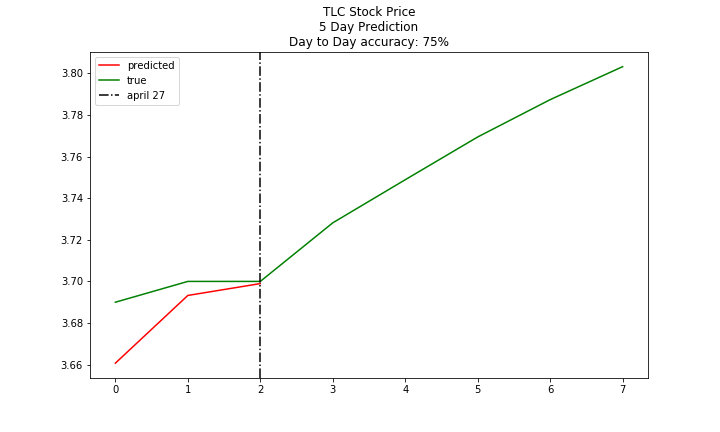 TLC Stock Price
5 Day Prediction
Day to Day accuracy: 75%
predicted
true
april 27
3.80
3.78
3.76
3.74
3.72
3.70
3.68
3.66
0 1 2 3 4 5 6 7